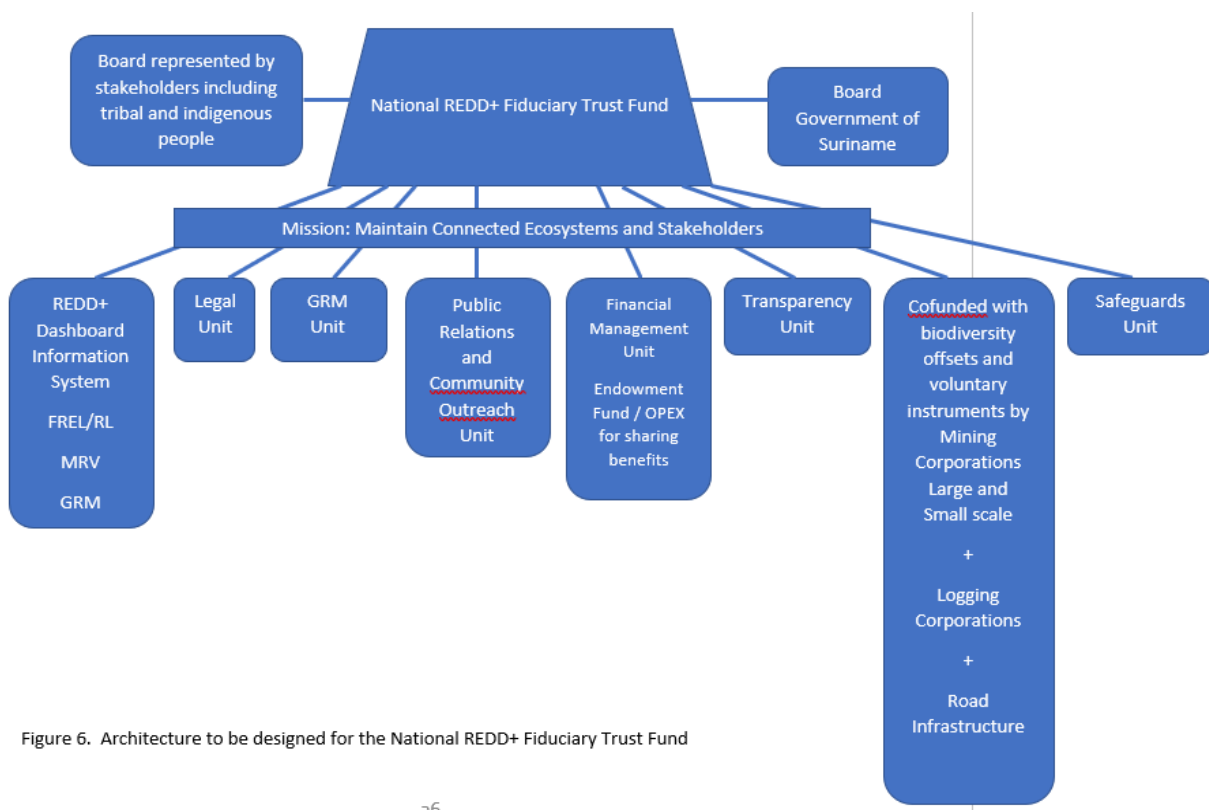 Board represented by
stakeholders including
tribal and indigenous
people
National REDD+ Fiduciary Trust Fund
Board
Government of
Suriname
Mission: Maintain Connected Ecosystems and Stakeholders
REDD+
Dashboard
Information
System
FREL/RL
MRV
GRM
Legal
Unit
GRM
Unit
Public
Relations
and
Community
Outreach
Unit
Financial
Management
Unit
Endowment
Fund / OPEX
for sharing
benefits
Transparency
Unit
Cofunded with
biodiversity
offsets and
voluntary
instruments by
Mining
Corporations
Large and
Small scale
+
Logging
Corporations
+
Road
Infrastructure
Safeguards
Unit
Figure 6. Architecture to be designed for the National REDD+ Fiduciary Trust Fund